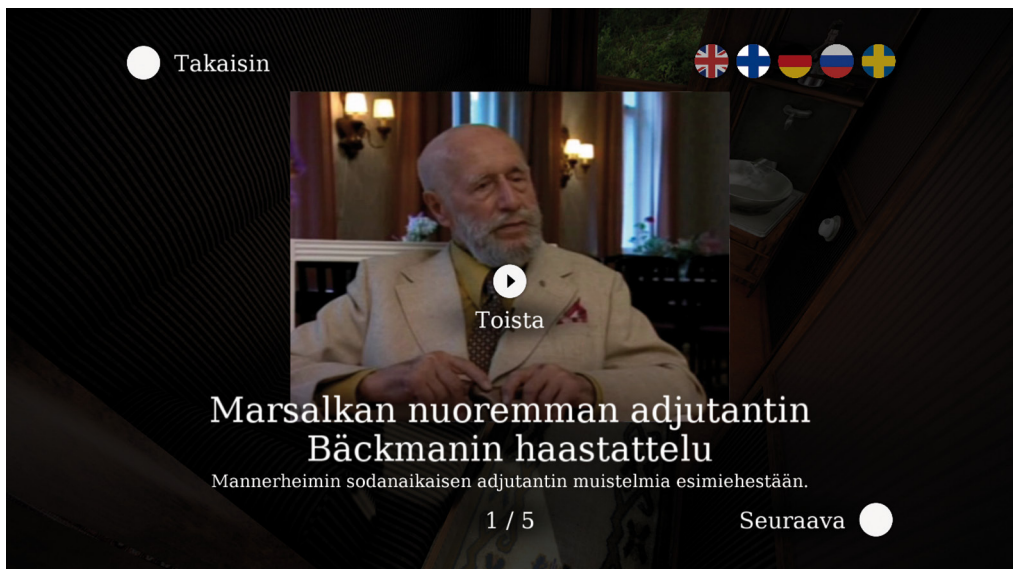 Takaisin
Toista
Marsalkan nuoremman adjutantin
Bäckmanin haastattelu
Mannerheimin sodanaikaisen adjutantin muistelmia esimiehestään.
1 / 5
Seuraava